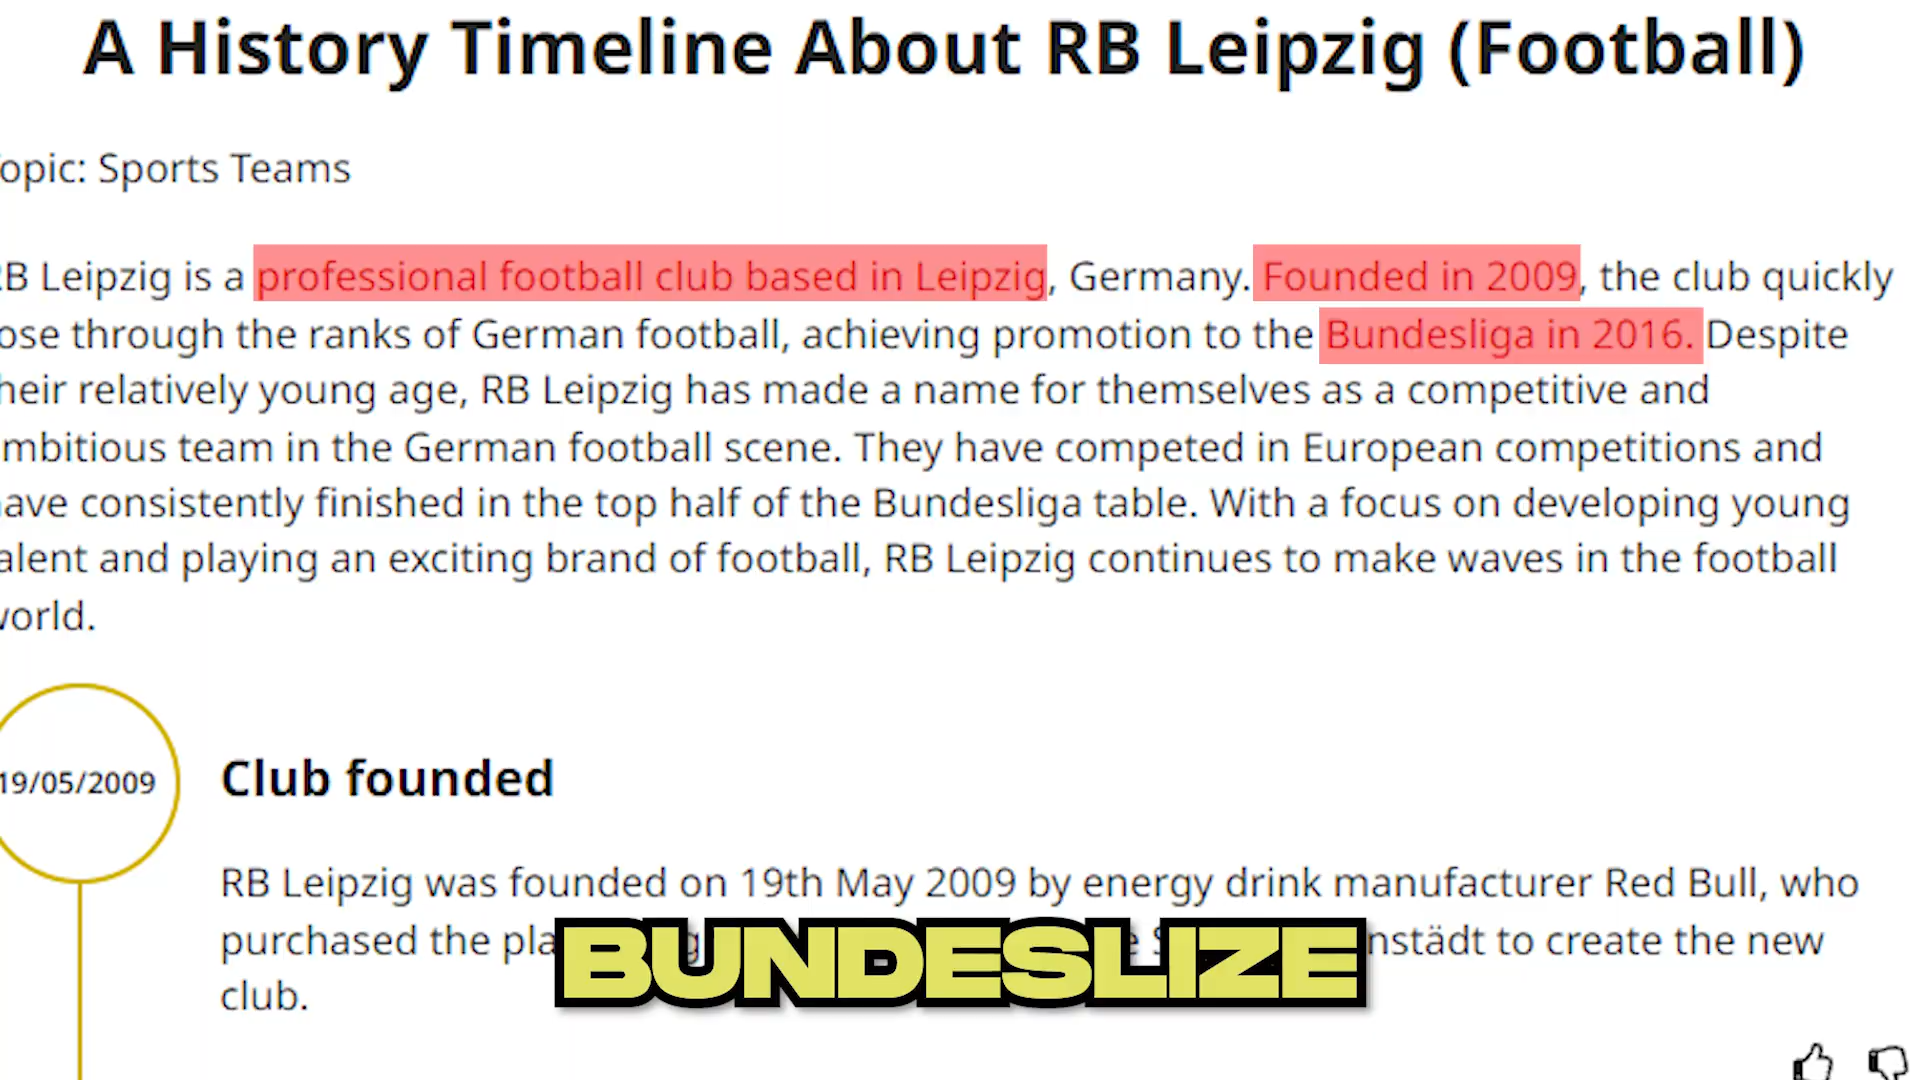 A History Timeline About RB Leipzig (Football)
opic: Sports Teams
B Leipzig is a professional football club based in Leipzig, Germany. Founded in 2009, the club quickly
ose through the ranks of German football, achieving promotion to the Bundesliga in 2016. Despite
heir relatively young age, RB Leipzig has made a name for themselves as a competitive and
mbitious team in the German football scene. They have competed in European competitions and
ave consistently finished in the top half of the Bundesliga table. With a focus on developing young
alent and playing an exciting brand of football, RB Leipzig continues to make waves in the football
orld.
19/05/2009
Club founded
RB Leipzig was founded on 19th May 2009 by energy drink manufacturer Red Bull, who
purchased the pla nstädt to create the new
BUNDESLIZE
club.